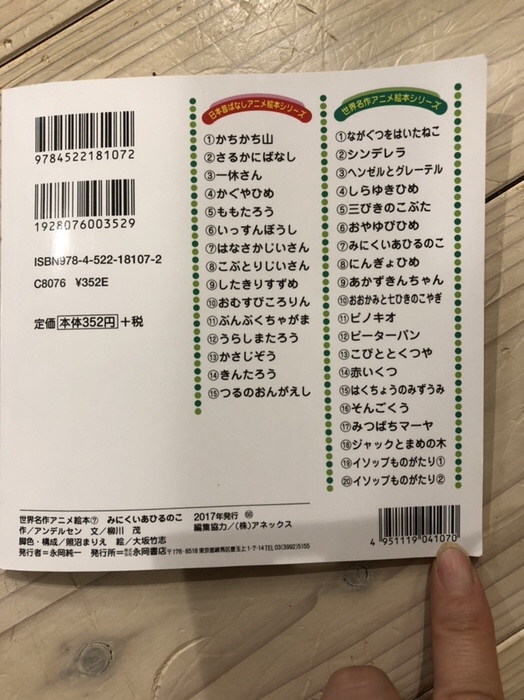 9784522181072
1928076003529
ISBN978-4-522-18107-2
C8076 ¥352E
定価 本体352円 +税
日本昔ばなしアニメ絵本シリーズ
①かちかち山
②さるかにばなし
③一休さん
④かぐやひめ
⑤ももたろう
⑥いっすんぼうし
⑦はなさかじいさん
⑧こぶとりじいさん
⑨したきりすずめ
⑩おむすびころりん
⑪ぶんぶくちゃがま
⑫うらしまたろう
⑬かさじぞう
⑭きんたろう
⑮つるのおんがえし
世界名作アニメ絵本シリーズ
①ながぐつをはいたねこ
②シンデレラ
③ヘンゼルとグレーテル
④しらゆきひめ
⑤三びきのこぶた
⑥おやゆびひめ
⑦みにくいあひるのこ
⑧にんぎょひめ
⑨あかずきんちゃん
⑩おおかみと七ひきのこやぎ
⑪ピノキオ
⑫ピーターパン
⑬こびととくつや
⑭赤いくつ
⑮はくちょうのみずうみ
⑯そんごくう
⑰みつばちマーヤ
⑱ジャックとまめの木
⑲イソップものがたり①
⑳イソップものがたり②
世界名作アニメ絵本⑦ みにくいあひるのこ 2017年発行
作/アンデルセン 文/柳川 茂 編集協力/(株)アネックス
脚色・構成/照沼まりえ 絵/大坂竹志
発行者=永岡純一 発行所=株式会社永岡書店〒176-8518 東京都練馬区豊玉上1-7-14 TEL03(3992)5155
4 951119 041070